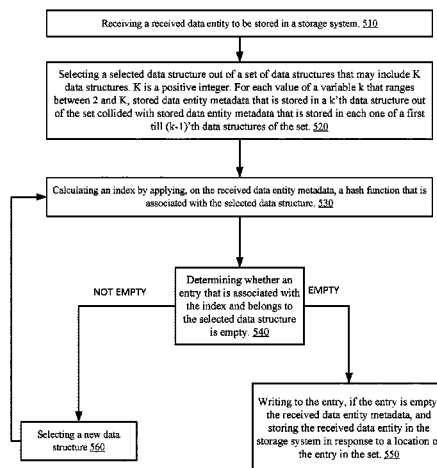 Receiving a received data entity to be stored in a storage system. 510
Selecting a selected data structure out of a set of data structures that may include K
data structures. K is a positive integer. For each value of a variable k that ranges
between 2 and K, stored data entity metadata that is stored in a k'th data structure out
of the set collided with stored data entity metadata that is stored in each one of a first
till (k-1)'th data structures of the set. 520
Calculating an index by applying, on the received data entity metadata, a hash function that is
associated with the selected data structure. 530
Determining whether an
entry that is associated with
the index and belongs to
the selected data structure
is empty. 540
NOT EMPTY
EMPTY
Writing to the entry, if the entry is empty
the received data entity metadata, and
storing the received data entity in the
storage system in response to a location o
the entry in the set. 550
Selecting a new data
structure 560